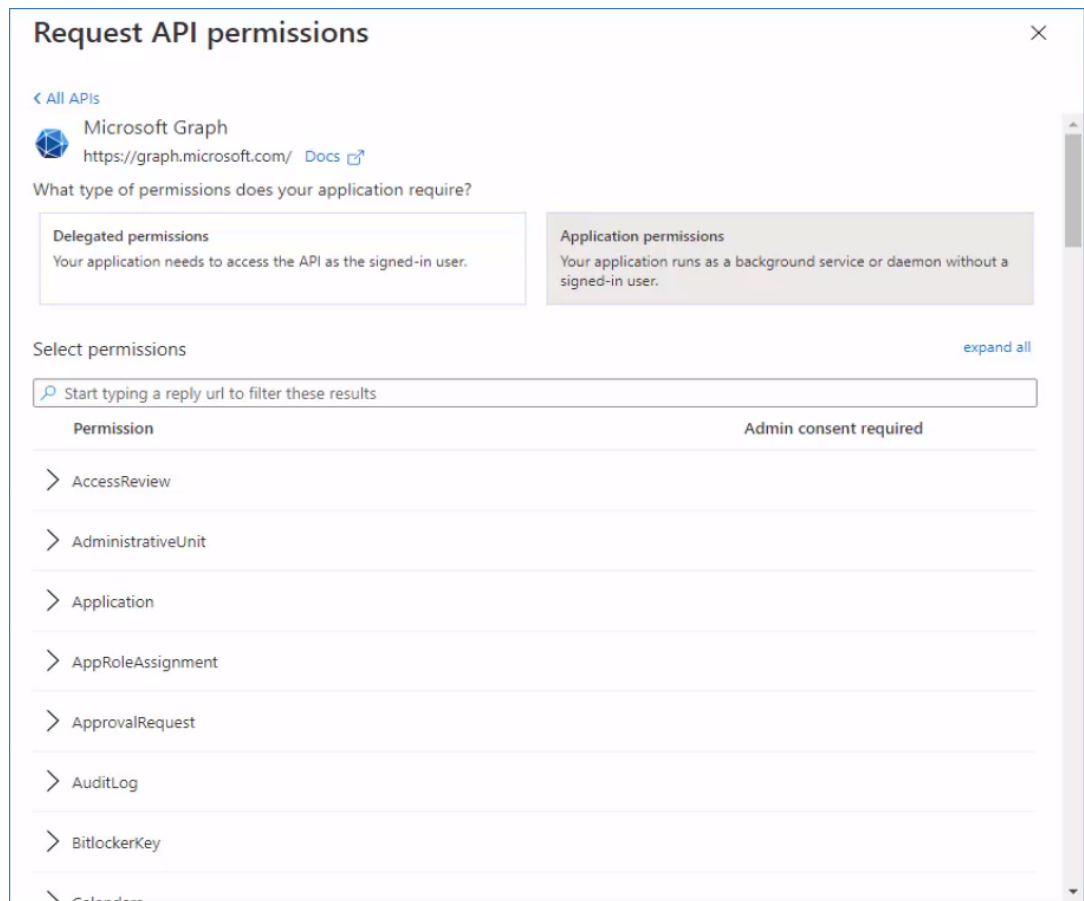 Request API permissions
All APIs
Microsoft Graph
https://graph.microsoft.com/ Docs
What type of permissions does your application require?
Delegated permissions
Your application needs to access the API as the signed-in user.
Application permissions
Your application runs as a background service or daemon without a
signed-in user.
Select permissions
expand all
Start typing a reply url to filter these results
Permission
Admin consent required
AccessReview
AdministrativeUnit
Application
AppRoleAssignment
ApprovalRequest
AuditLog
BitlockerKey